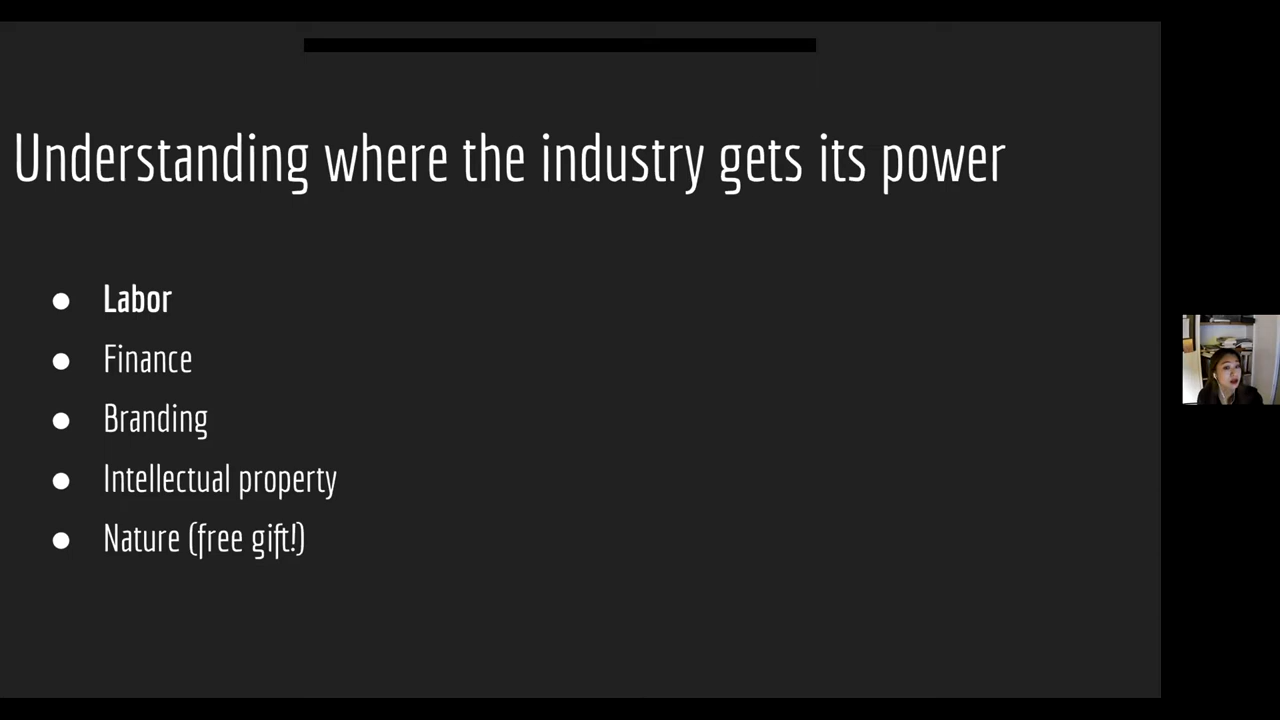 Understanding where the industry gets its power
● Labor
● Finance
● Branding
● Intellectual property
● Nature (free gift!)